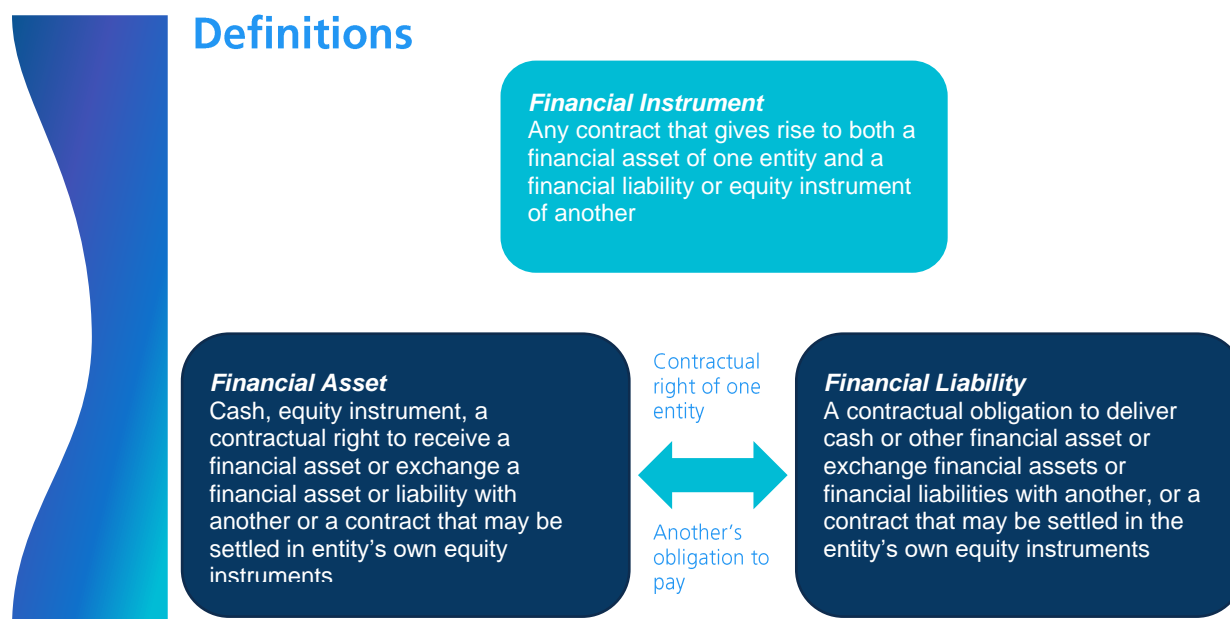 Definitions
Financial Instrument
Any contract that gives rise to both a
financial asset of one entity and a
financial liability or equity instrument
of another
Financial Asset
Cash, equity instrument, a
contractual right to receive a
financial asset or exchange a
financial asset or liability with
another or a contract that may be
settled in entity's own equity
instruments
Contractual
right of one
entity
Another's
obligation to
pay
Financial Liability
A contractual obligation to deliver
cash or other financial asset or
exchange financial assets or
financial liabilities with another, or a
contract that may be settled in the
entity's own equity instruments